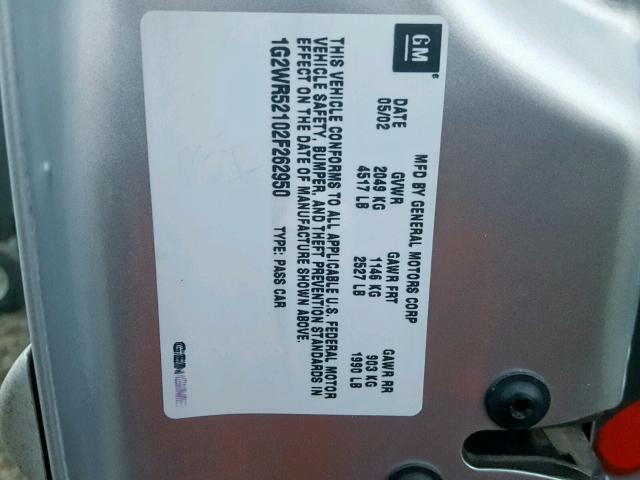 GM
MFD BY GENERAL MOTORS CORP
DATE GVWR GAWR FRT GAWR RR
05/02 2049 KG 1146 KG 903 KG
4517 LB 2527 LB 1990 LB
THIS VEHICLE CONFORMS TO ALL APPLICABLE U.S. FEDERAL MOTOR
VEHICLE SAFETY, BUMPER, AND THEFT PREVENTION STANDARDS IN
EFFECT ON THE DATE OF MANUFACTURE SHOWN ABOVE.
1G2WR52102F262950 TYPE: PASS CAR